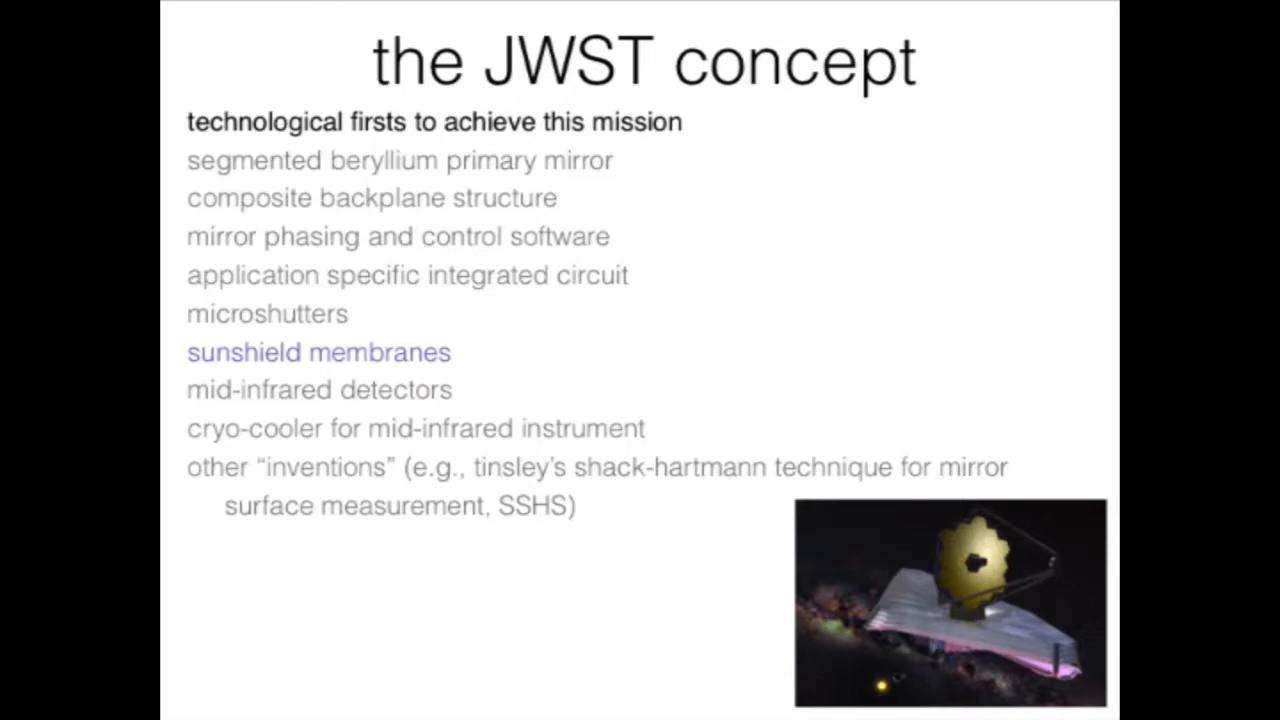 the JWST concept
technological firsts to achieve this mission
segmented beryllium primary mirror
composite backplane structure
mirror phasing and control software
application specific integrated circuit
microshutters
sunshield membranes
mid-infrared detectors
cryo-cooler for mid-infrared instrument
other “inventions” (e.g., tinsley’s shack-hartmann technique for mirror
surface measurement, SSHS)